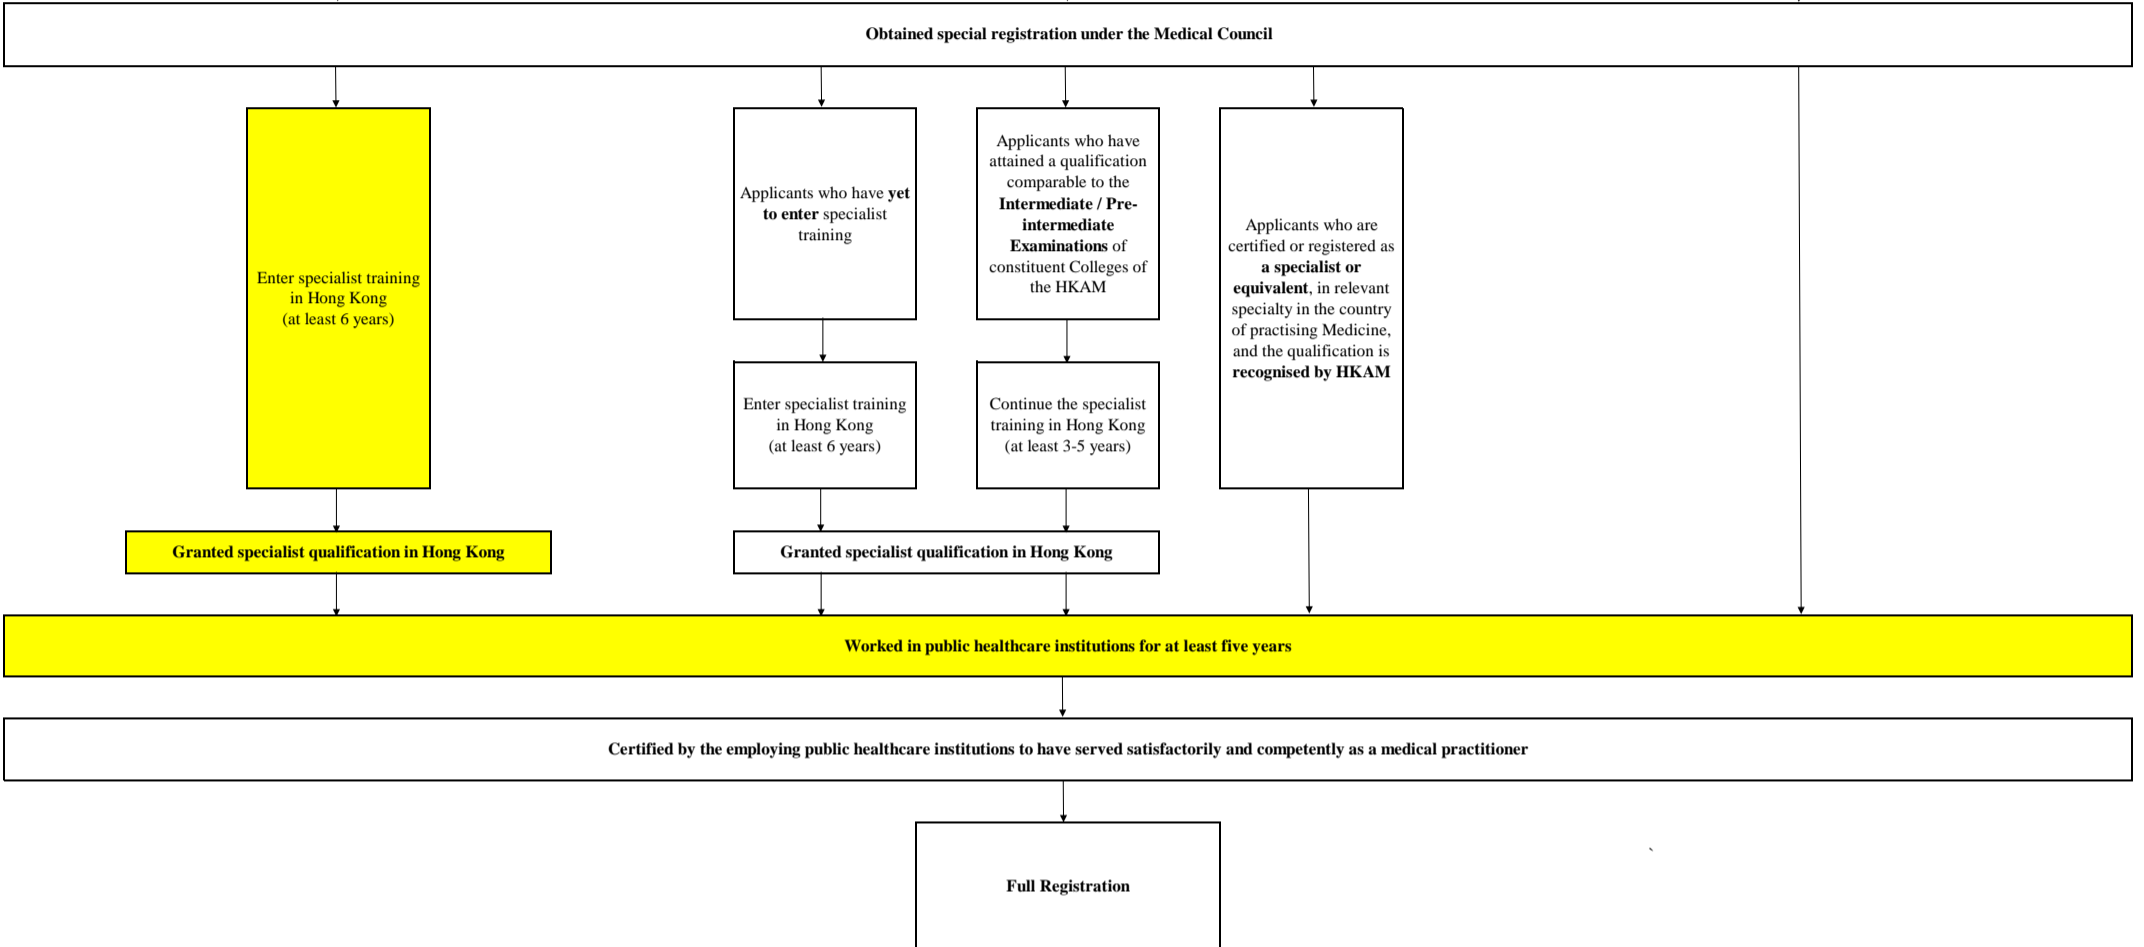 Obtained special registration under the Medical Council
Enter specialist training
in Hong Kong
(at least 6 years)
Applicants who have yet
to enter specialist
training
Applicants who have
attained a qualification
comparable to the
Intermediate / Pre-
intermediate
Examinations of
constituent Colleges of
the HKAM
Applicants who are
certified or registered as
a specialist or
equivalent, in relevant
specialty in the country
of practising Medicine,
and the qualification is
recognised by HKAM
Enter specialist training
in Hong Kong
(at least 6 years)
Continue the specialist
training in Hong Kong
(at least 3-5 years)
Granted specialist qualification in Hong Kong
Granted specialist qualification in Hong Kong
Worked in public healthcare institutions for at least five years
Certified by the employing public healthcare institutions to have served satisfactorily and competently as a medical practitioner
`
Full Registration